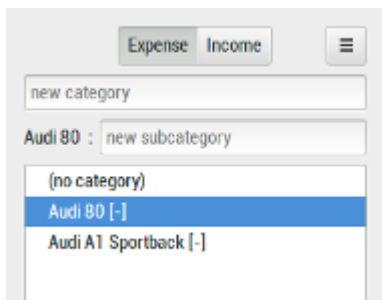 Expense Income
new category
Audi 80 : new subcategory
(no category)
Audi 80 [-]
Audi A1 Sportback [-]